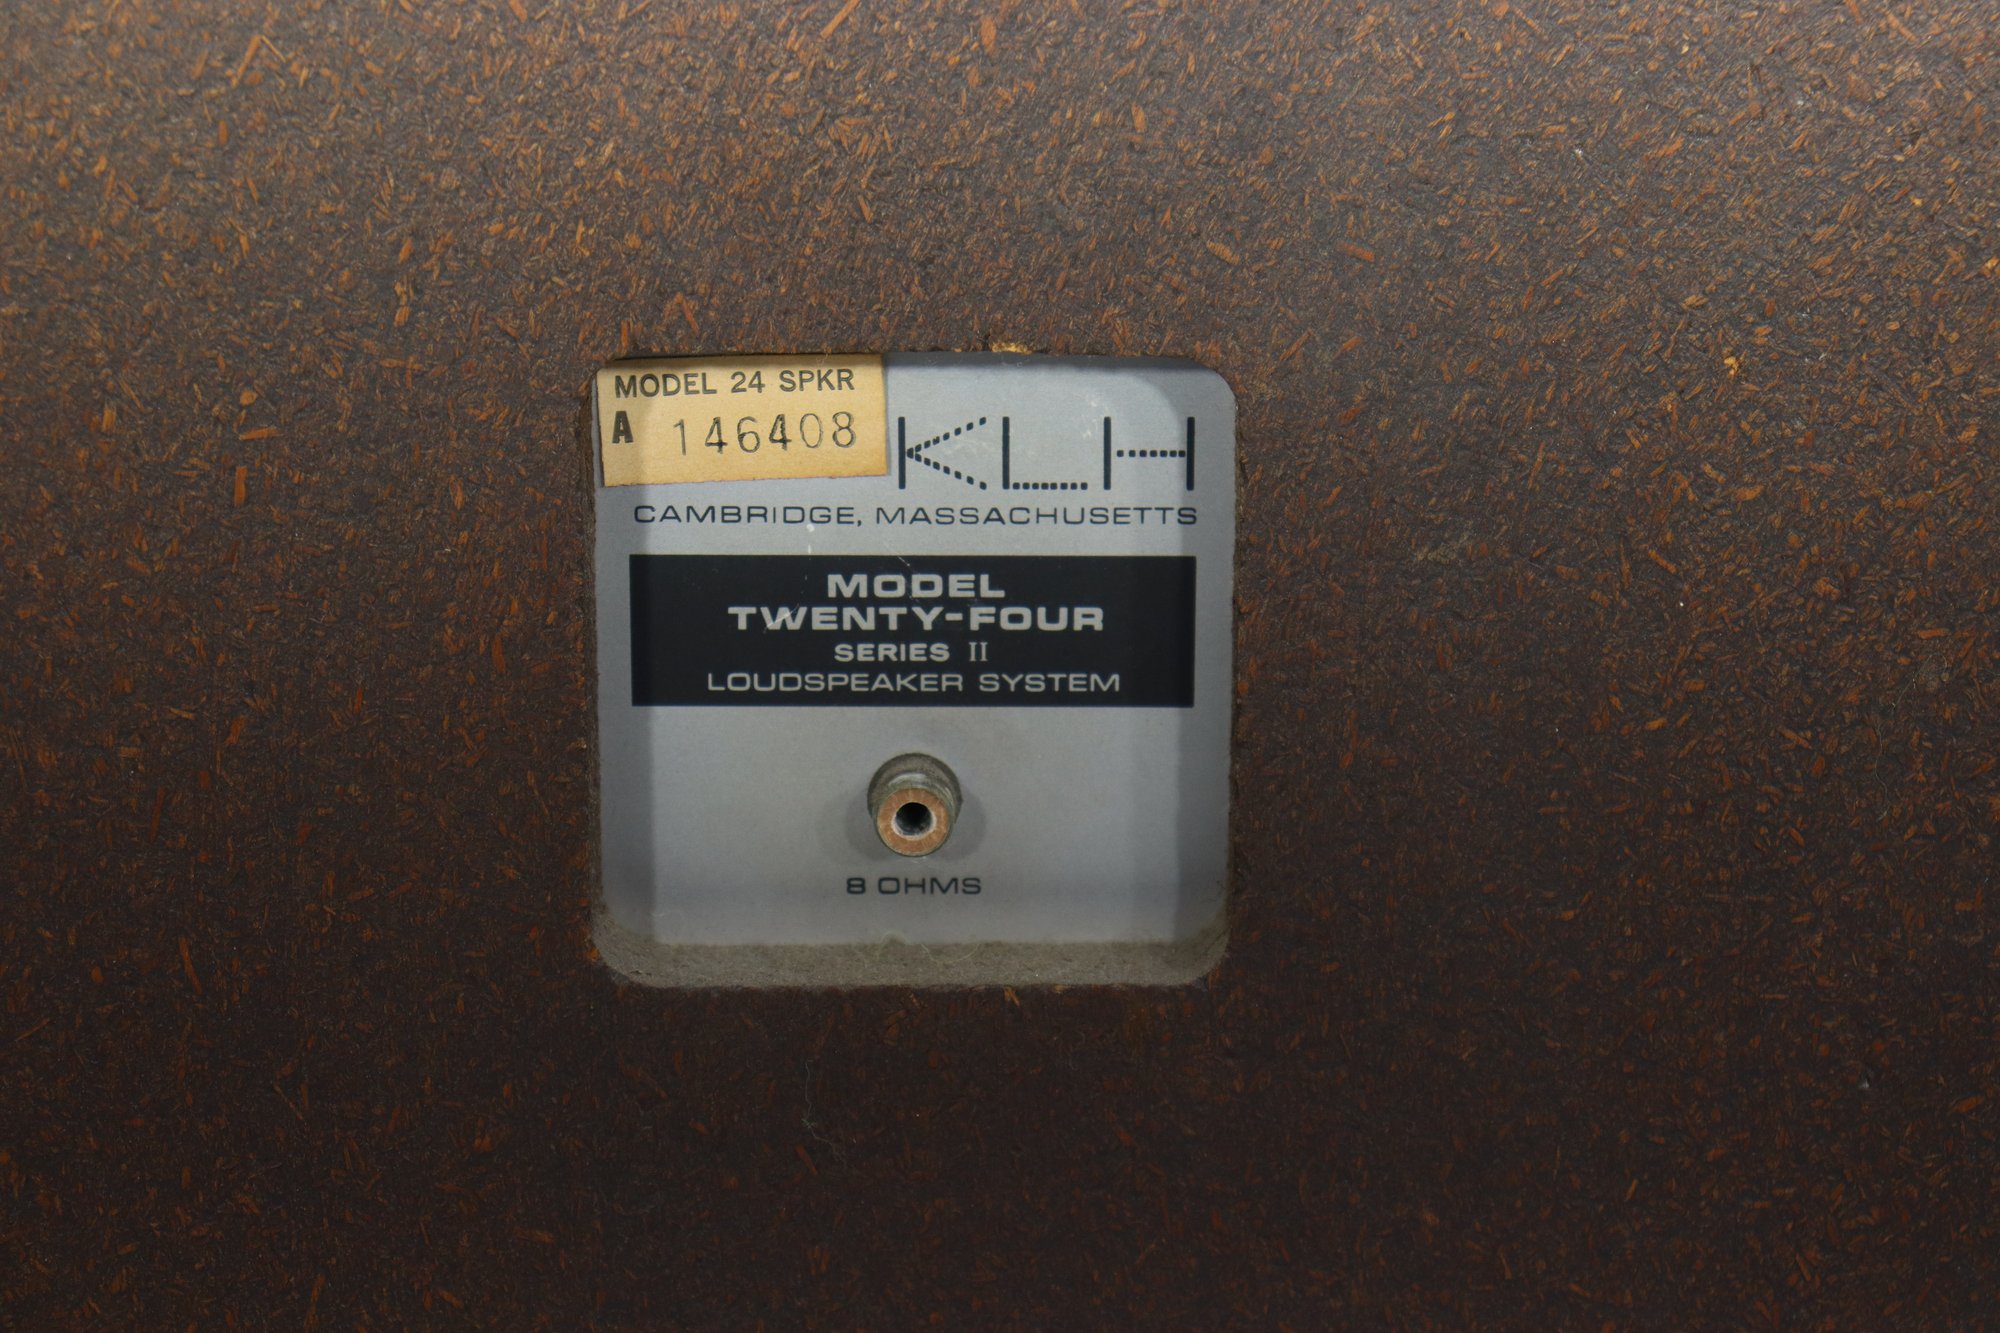 MODEL 24 SPKR
A 146408
KLH
CAMBRIDGE, MASSACHUSETTS
MODEL
TWENTY-FOUR
SERIES II
LOUDSPEAKER SYSTEM
8 OHMS